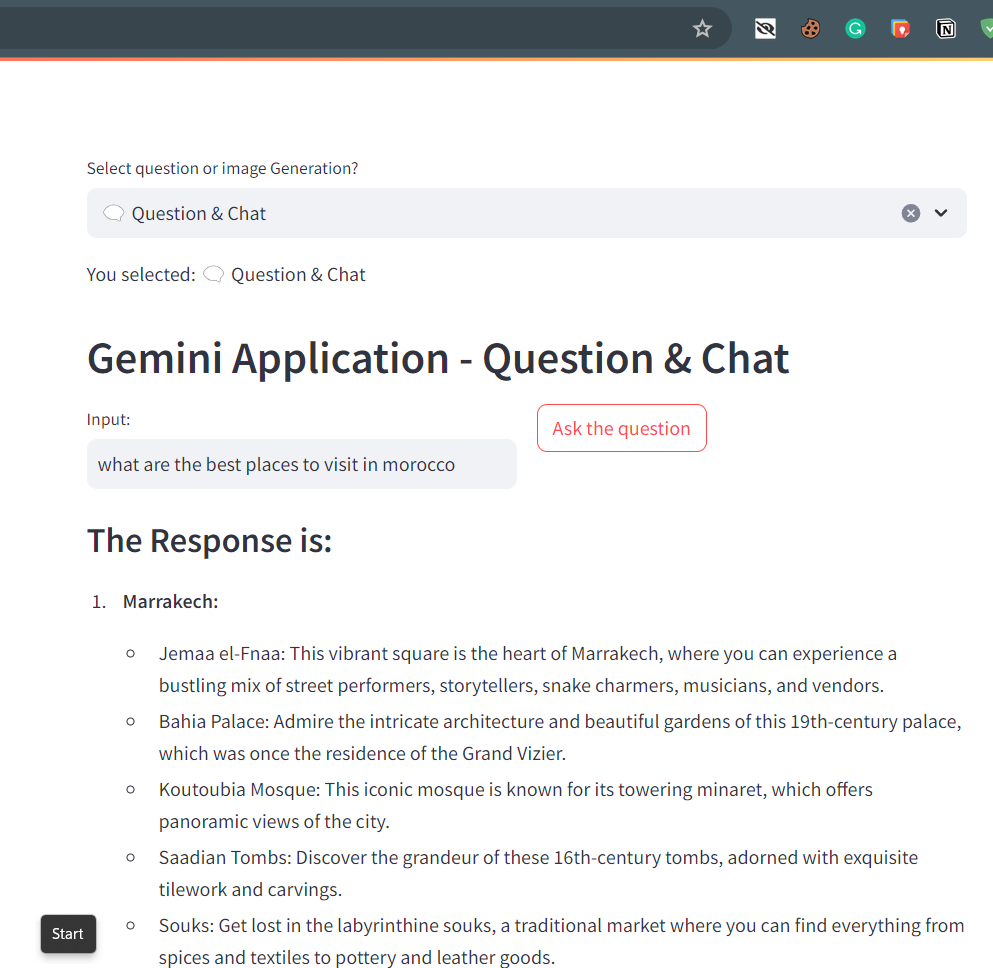 Select question or image Generation?
Question & Chat
You selected: 🗨 Question & Chat
Gemini Application - Question & Chat
Input:
Ask the question
what are the best places to visit in morocco
The Response is:
1. Marrakech:
Jemaa el-Fnaa: This vibrant square is the heart of Marrakech, where you can experience a
bustling mix of street performers, storytellers, snake charmers, musicians, and vendors.
Bahia Palace: Admire the intricate architecture and beautiful gardens of this 19th-century palace,
which was once the residence of the Grand Vizier.
Koutoubia Mosque: This iconic mosque is known for its towering minaret, which offers
panoramic views of the city.
Saadian Tombs: Discover the grandeur of these 16th-century tombs, adorned with exquisite
tilework and carvings.
Souks: Get lost in the labyrinthine souks, a traditional market where you can find everything from
spices and textiles to pottery and leather goods.
Start